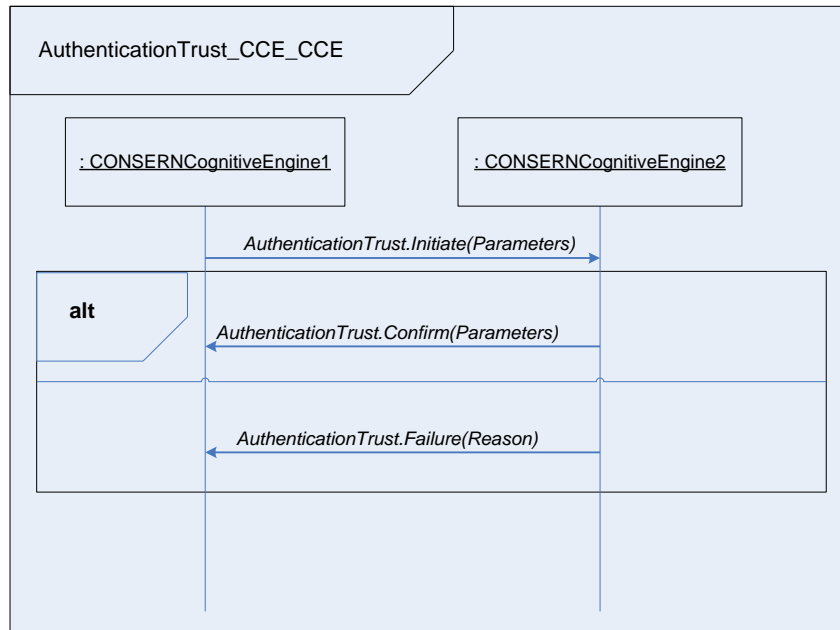 AuthenticationTrust_CCE_CCE
: CONSERNCognitiveEngine1
: CONSERNCognitiveEngine2
AuthenticationTrust.Initiate(Parameters)
alt
AuthenticationTrust.Confirm(Parameters)
AuthenticationTrust.Failure(Reason)